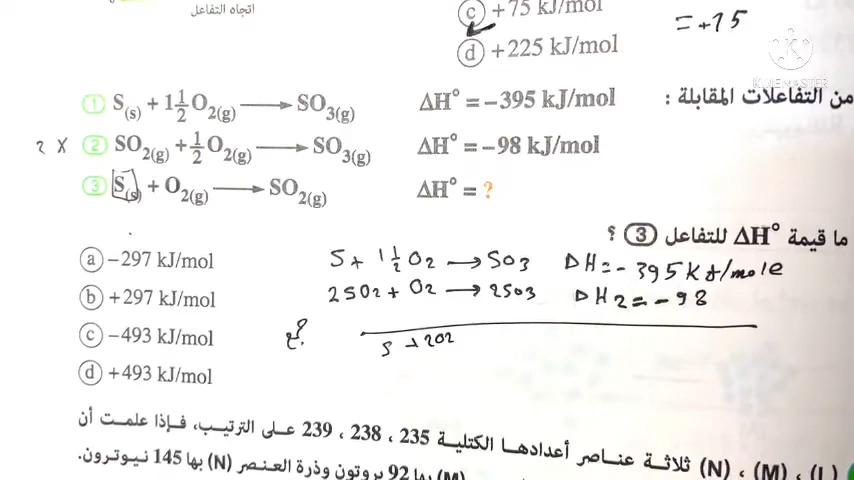 اتجاه التفاعل
c +75 kJ/mol
= +75
d +225 kJ/mol
KINEMASTER
من التفاعلات المقابلة :
1 S(s) + 1½O2(g) ⟶ SO3(g) ΔH° = −395 kJ/mol
2 X 2 SO2(g) + ½O2(g) ⟶ SO3(g) ΔH° = −98 kJ/mol
3 S(s) + O2(g) ⟶ SO2(g) ΔH° = ?
ما قيمة ΔH° للتفاعل 3 ؟
a −297 kJ/mol
b +297 kJ/mol
c −493 kJ/mol
d +493 kJ/mol
S + 1½ O2 ⟶ SO3 ΔH = − 395 KJ/mole
2SO2 + O2 ⟶ 2SO3 ΔH2 = − 98
S + 2O2
(L) ، (M) ، (N) ثلاثة عناصر أعدادها الكتلية 235 ، 238 ، 239 على الترتيب، فإذا علمت أن
(M) بها 92 بروتون وذرة العنصر (N) بها 145 نيوترون.